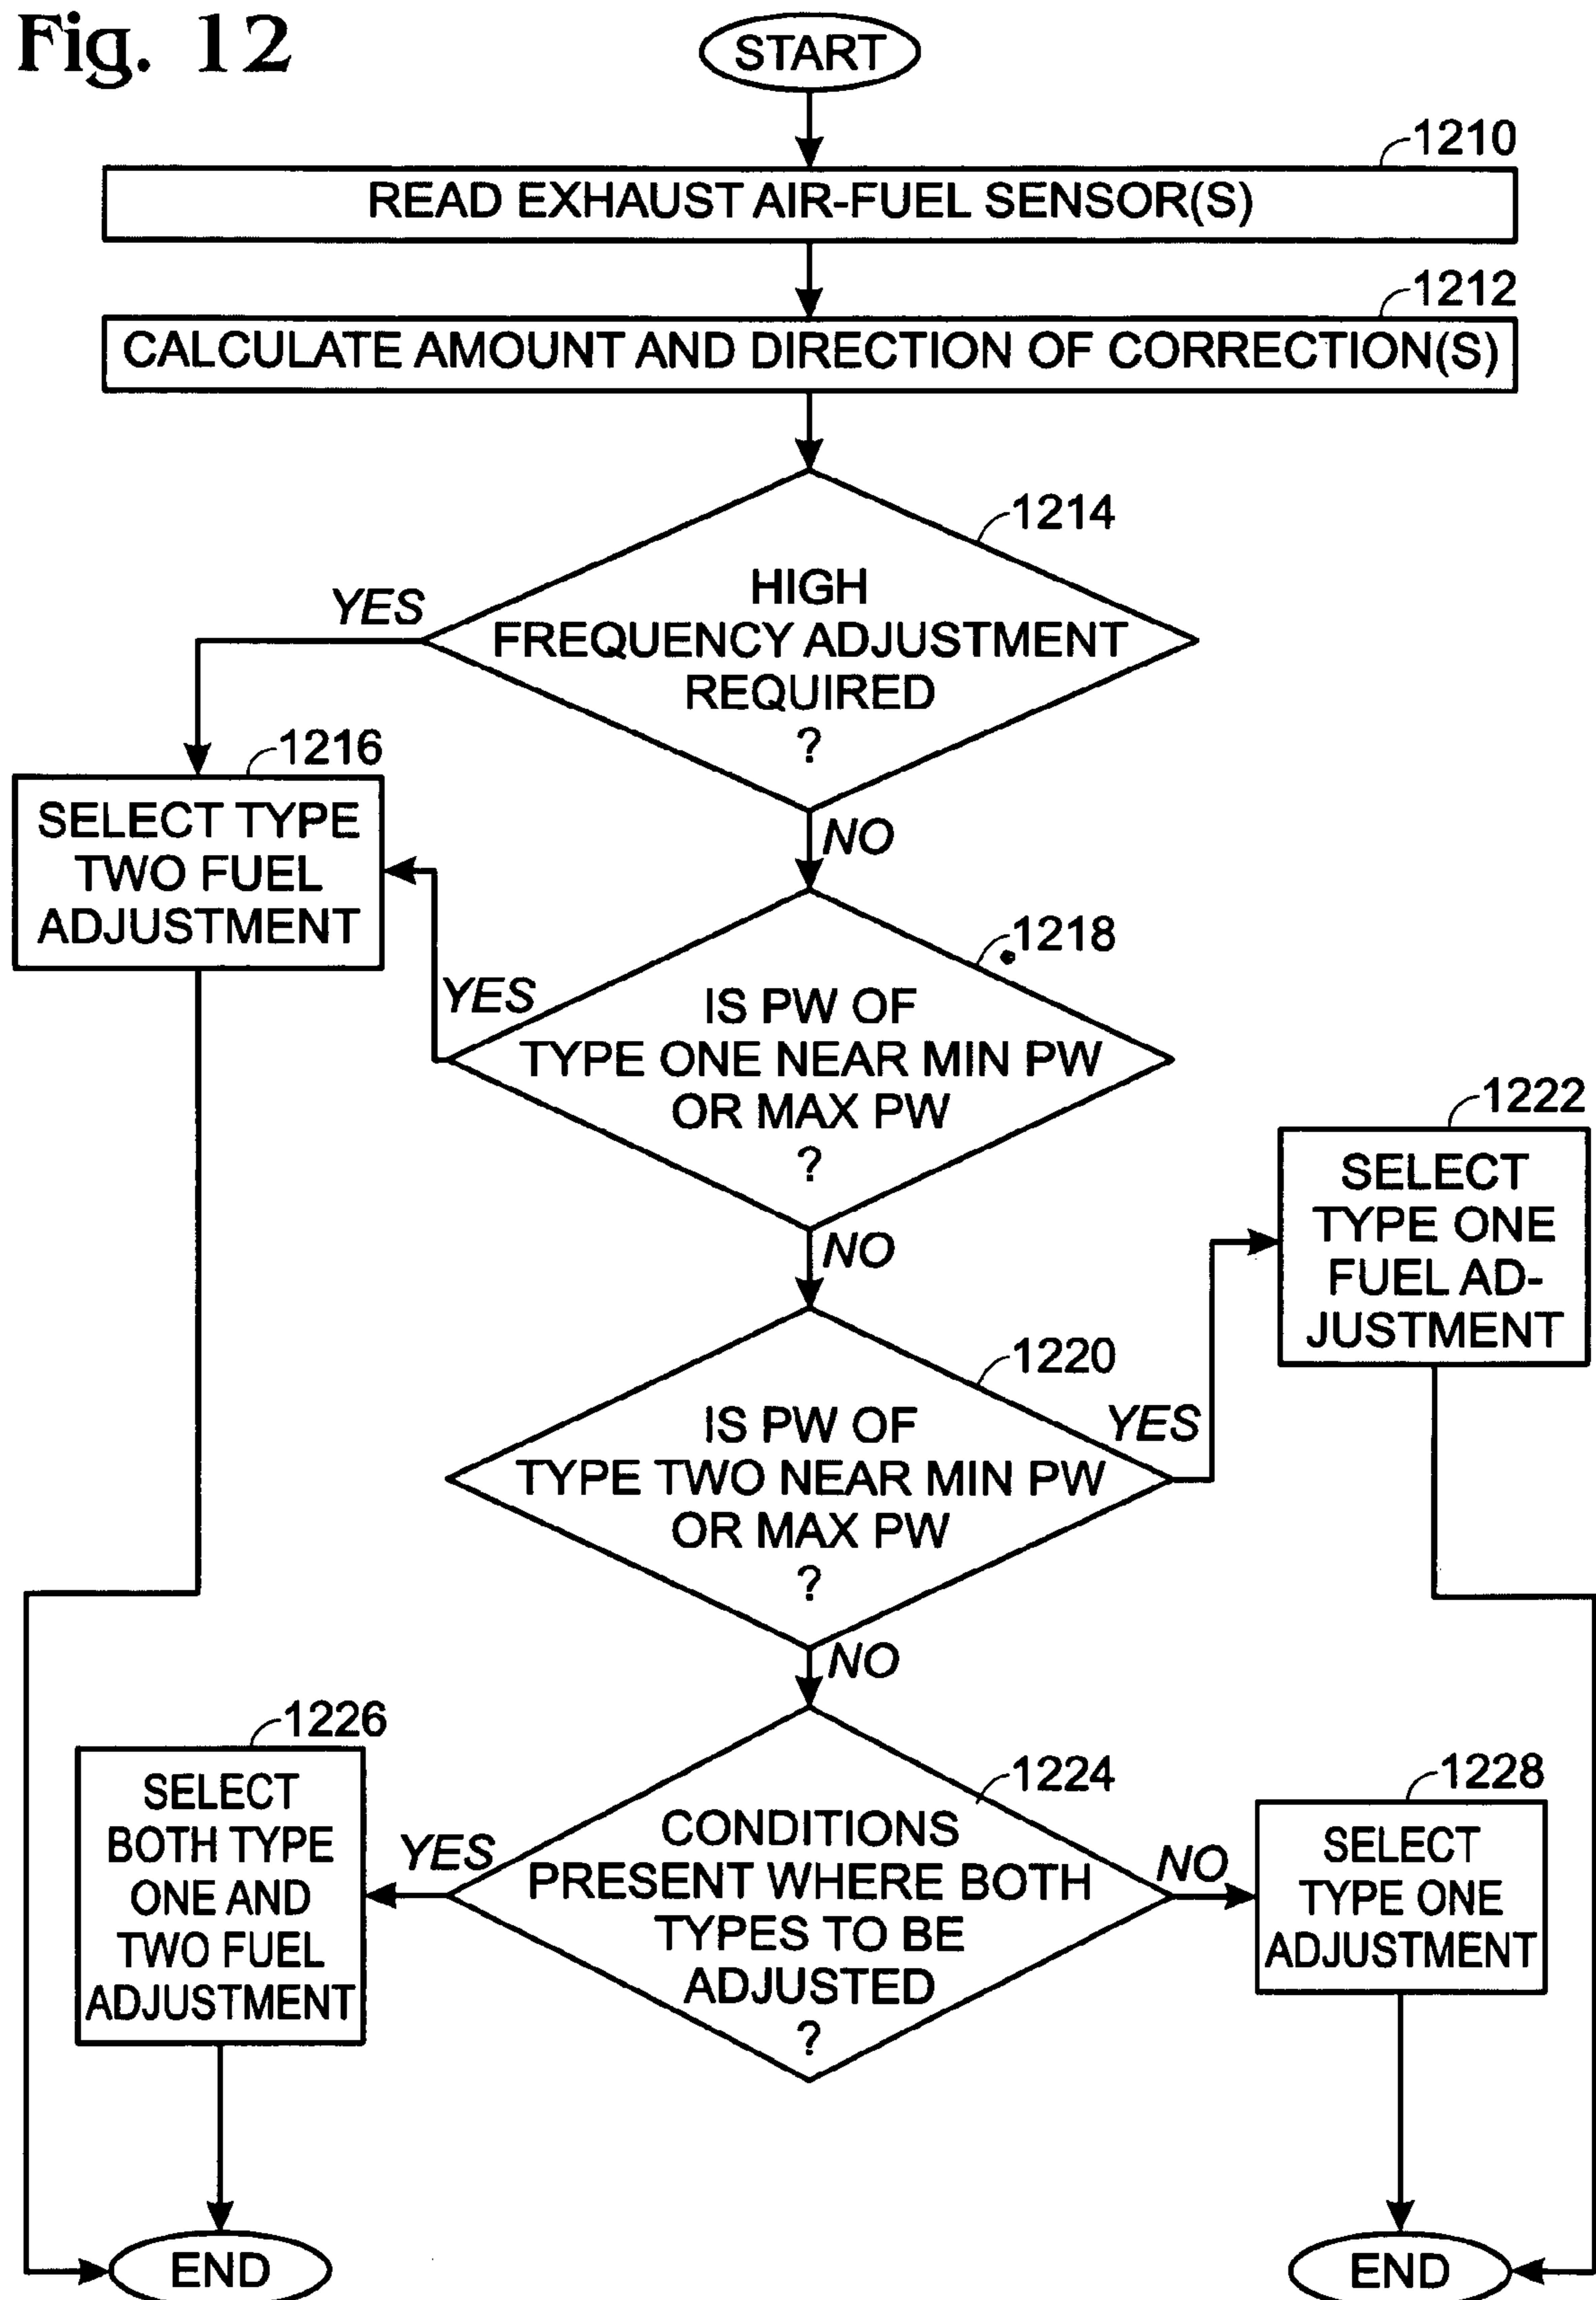 Fig. 12
START
1210
READ EXHAUST AIR-FUEL SENSOR(S)
1212
CALCULATE AMOUNT AND DIRECTION OF CORRECTION(S)
1214
HIGH
FREQUENCY ADJUSTMENT
REQUIRED
?
YES
NO
1216
SELECT TYPE
TWO FUEL
ADJUSTMENT
1218
IS PW OF
TYPE ONE NEAR MIN PW
OR MAX PW
?
YES
NO
1222
SELECT
TYPE ONE
FUEL AD-
JUSTMENT
1220
IS PW OF
TYPE TWO NEAR MIN PW
OR MAX PW
?
YES
NO
1226
SELECT
BOTH TYPE
ONE AND
TWO FUEL
ADJUSTMENT
1224
CONDITIONS
PRESENT WHERE BOTH
TYPES TO BE
ADJUSTED
?
YES
NO
1228
SELECT
TYPE ONE
ADJUSTMENT
END
END